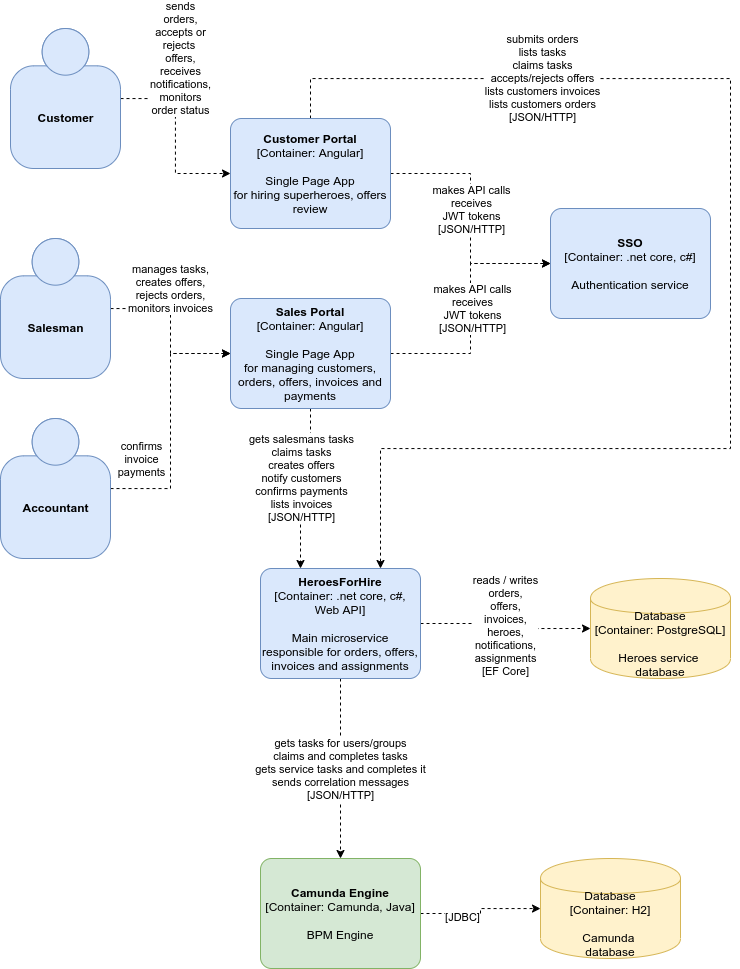 sends
orders,
accepts or
rejects
offers,
receives
notifications,
monitors
order status
Customer
submits orders
lists tasks
claims tasks
accepts/rejects offers
lists customers invoices
lists customers orders
[JSON/HTTP]
Customer Portal
[Container: Angular]
Single Page App
for hiring superheroes, offers
review
makes API calls
receives
JWT tokens
[JSON/HTTP]
SSO
[Container: .net core, c#]
Authentication service
Salesman
manages tasks,
creates offers,
rejects orders,
monitors invoices
makes API calls
receives
JWT tokens
[JSON/HTTP]
Sales Portal
[Container: Angular]
Single Page App
for managing customers,
orders, offers, invoices and
payments
Accountant
confirms
invoice
payments
gets salesmans tasks
claims tasks
creates offers
notify customers
confirms payments
lists invoices
[JSON/HTTP]
HeroesForHire
[Container: .net core, c#,
Web API]
Main microservice
responsible for orders, offers,
invoices and assignments
reads / writes
orders,
offers,
invoices,
heroes,
notifications,
assignments
[EF Core]
Database
[Container: PostgreSQL]
Heroes service
database
gets tasks for users/groups
claims and completes tasks
gets service tasks and completes it
sends correlation messages
[JSON/HTTP]
Camunda Engine
[Container: Camunda, Java]
BPM Engine
[JDBC]
Database
[Container: H2]
Camunda
database